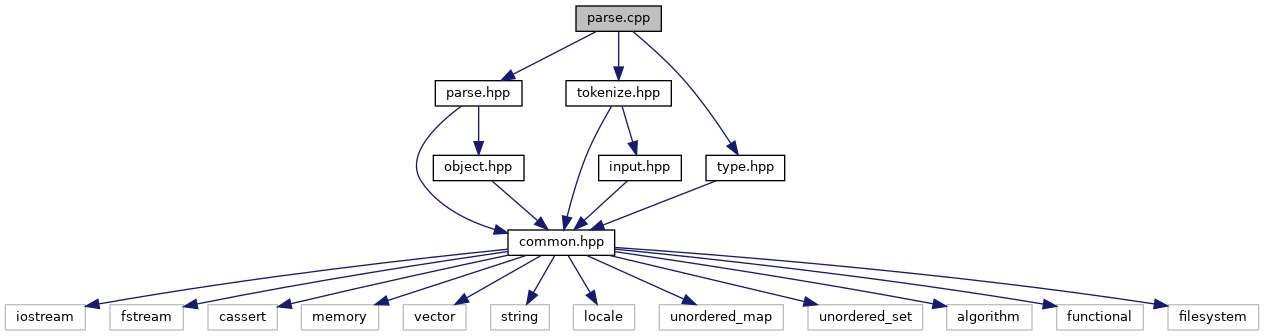 parse.cpp
parse.hpp
tokenize.hpp
object.hpp
input.hpp
type.hpp
common.hpp
iostream
fstream
cassert
memory
vector
string
locale
unordered_map
unordered_set
algorithm
functional
filesystem